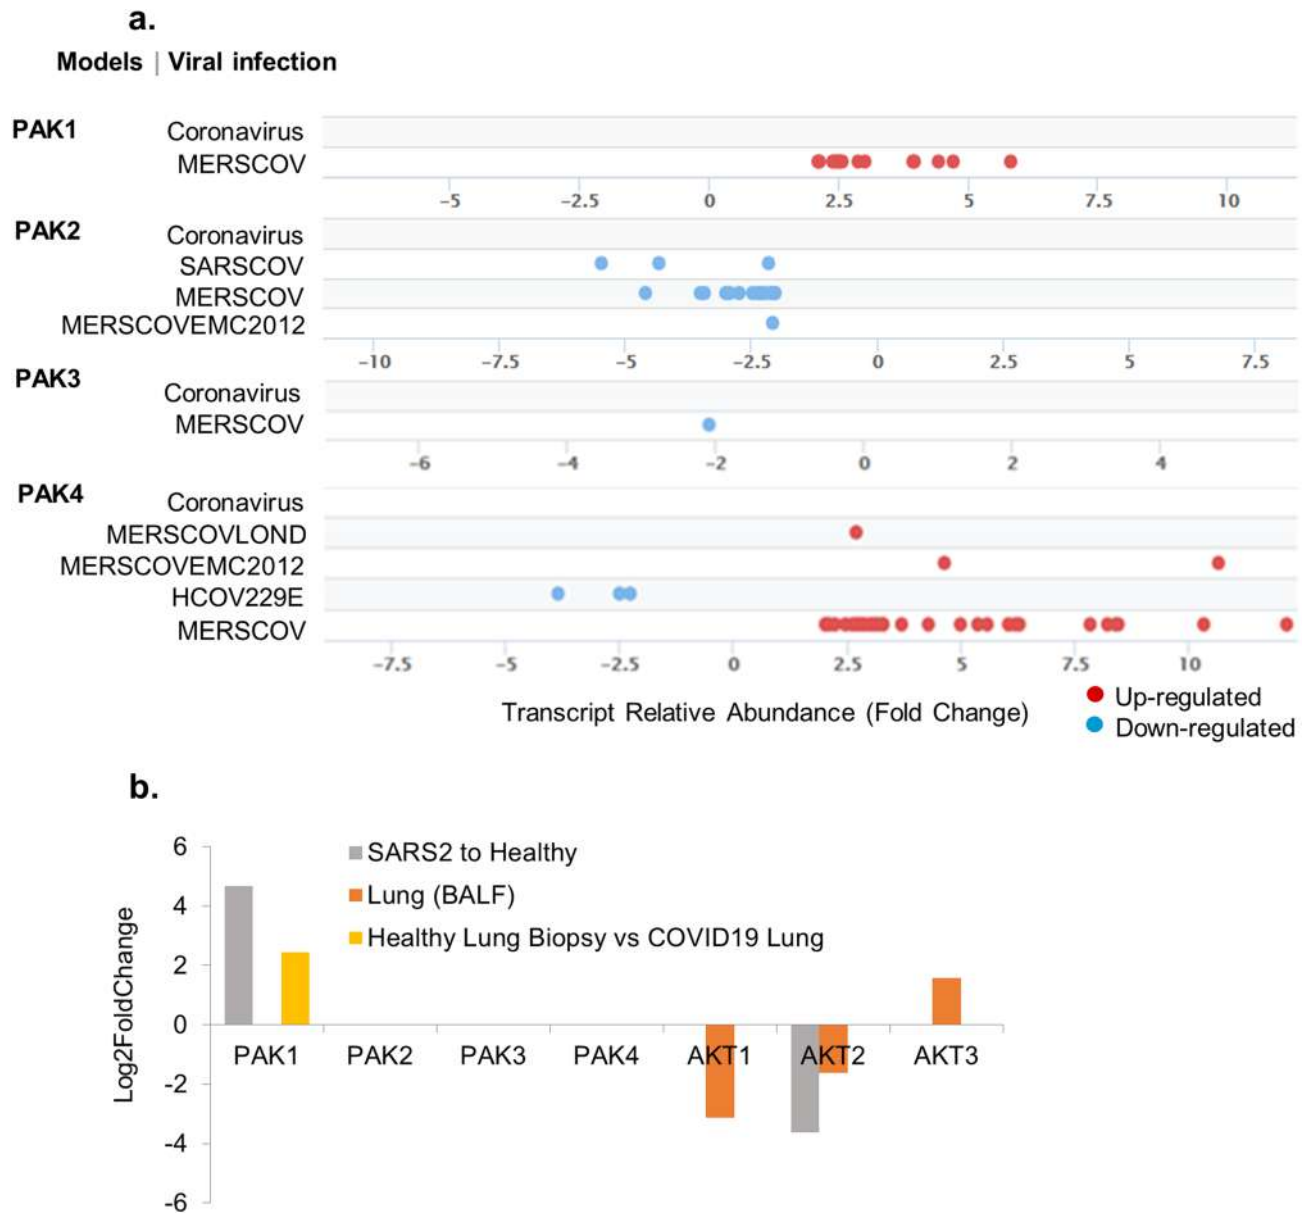 a.
Models | Viral infection
PAK1
Coronavirus
MERSCOV
−5 −2.5 0 2.5 5 7.5 10
PAK2
Coronavirus
SARSCOV
MERSCOV
MERSCOVEMC2012
−10 −7.5 −5 −2.5 0 2.5 5 7.5
PAK3
Coronavirus
MERSCOV
−6 −4 −2 0 2 4
PAK4
Coronavirus
MERSCOVLOND
MERSCOVEMC2012
HCOV229E
MERSCOV
−7.5 −5 −2.5 0 2.5 5 7.5 10
Transcript Relative Abundance (Fold Change)
Up-regulated
Down-regulated
b.
Log2FoldChange
6
4
2
0
-2
-4
-6
SARS2 to Healthy
Lung (BALF)
Healthy Lung Biopsy vs COVID19 Lung
PAK1 PAK2 PAK3 PAK4 AKT1 AKT2 AKT3